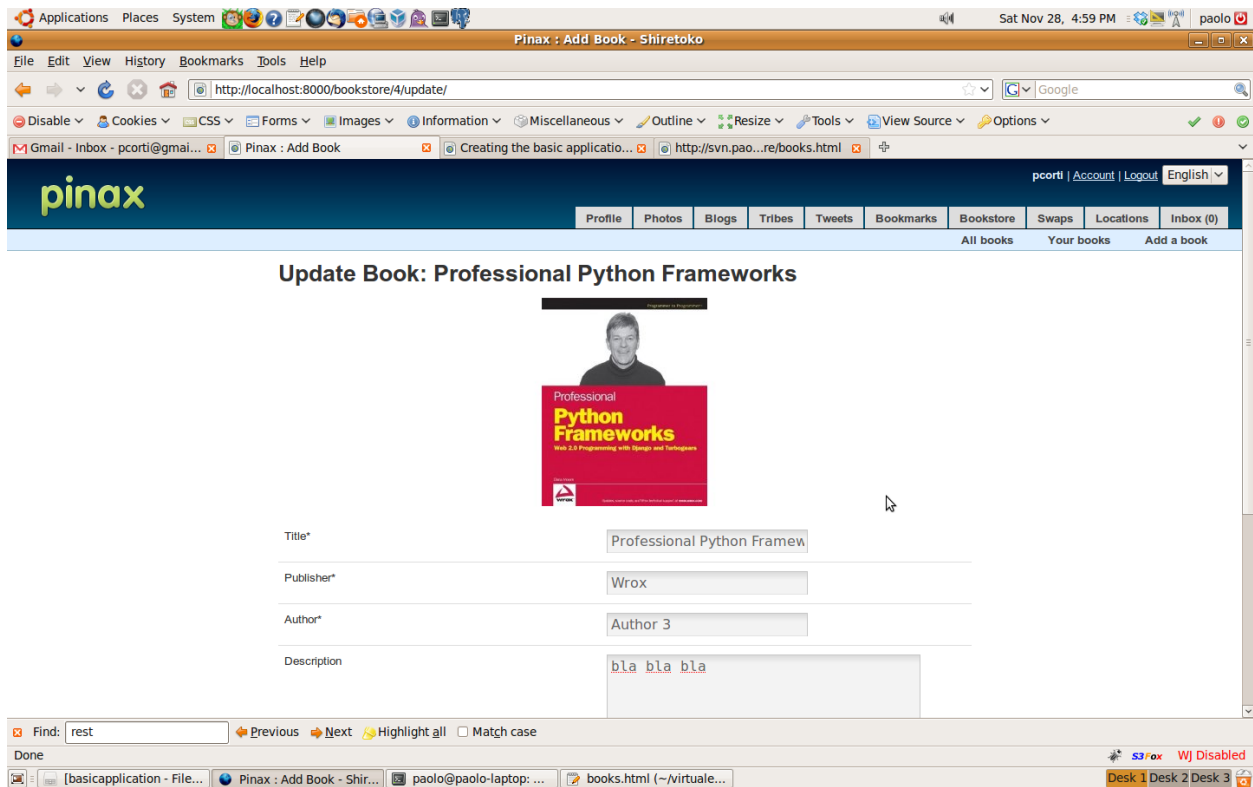 Applications Places System Sat Nov 28, 4:59 PM paolo
Pinax : Add Book - Shiretoko
File Edit View History Bookmarks Tools Help
http://localhost:8000/bookstore/4/update/ G Google
Disable Cookies CSS Forms Images Information Miscellaneous Outline Resize Tools View Source Options
Gmail - Inbox - pcorti@gmai... Pinax : Add Book Creating the basic applicatio... http://svn.pao...re/books.html
pcorti | Account | Logout English
pinax
Profile Photos Blogs Tribes Tweets Bookmarks Bookstore Swaps Locations Inbox (0)
All books Your books Add a book
Update Book: Professional Python Frameworks
Professional
Python
Frameworks
Web 2.0 Programming with Django and Turbogears
wrox
Title* Professional Python Framew
Publisher* Wrox
Author* Author 3
Description bla bla bla
Find: rest Previous Next Highlight all Match case
Done S3Fox WJ Disabled
[basicapplication - File... Pinax : Add Book - Shir... paolo@paolo-laptop: ... books.html (~/virtuale... Desk 1 Desk 2 Desk 3